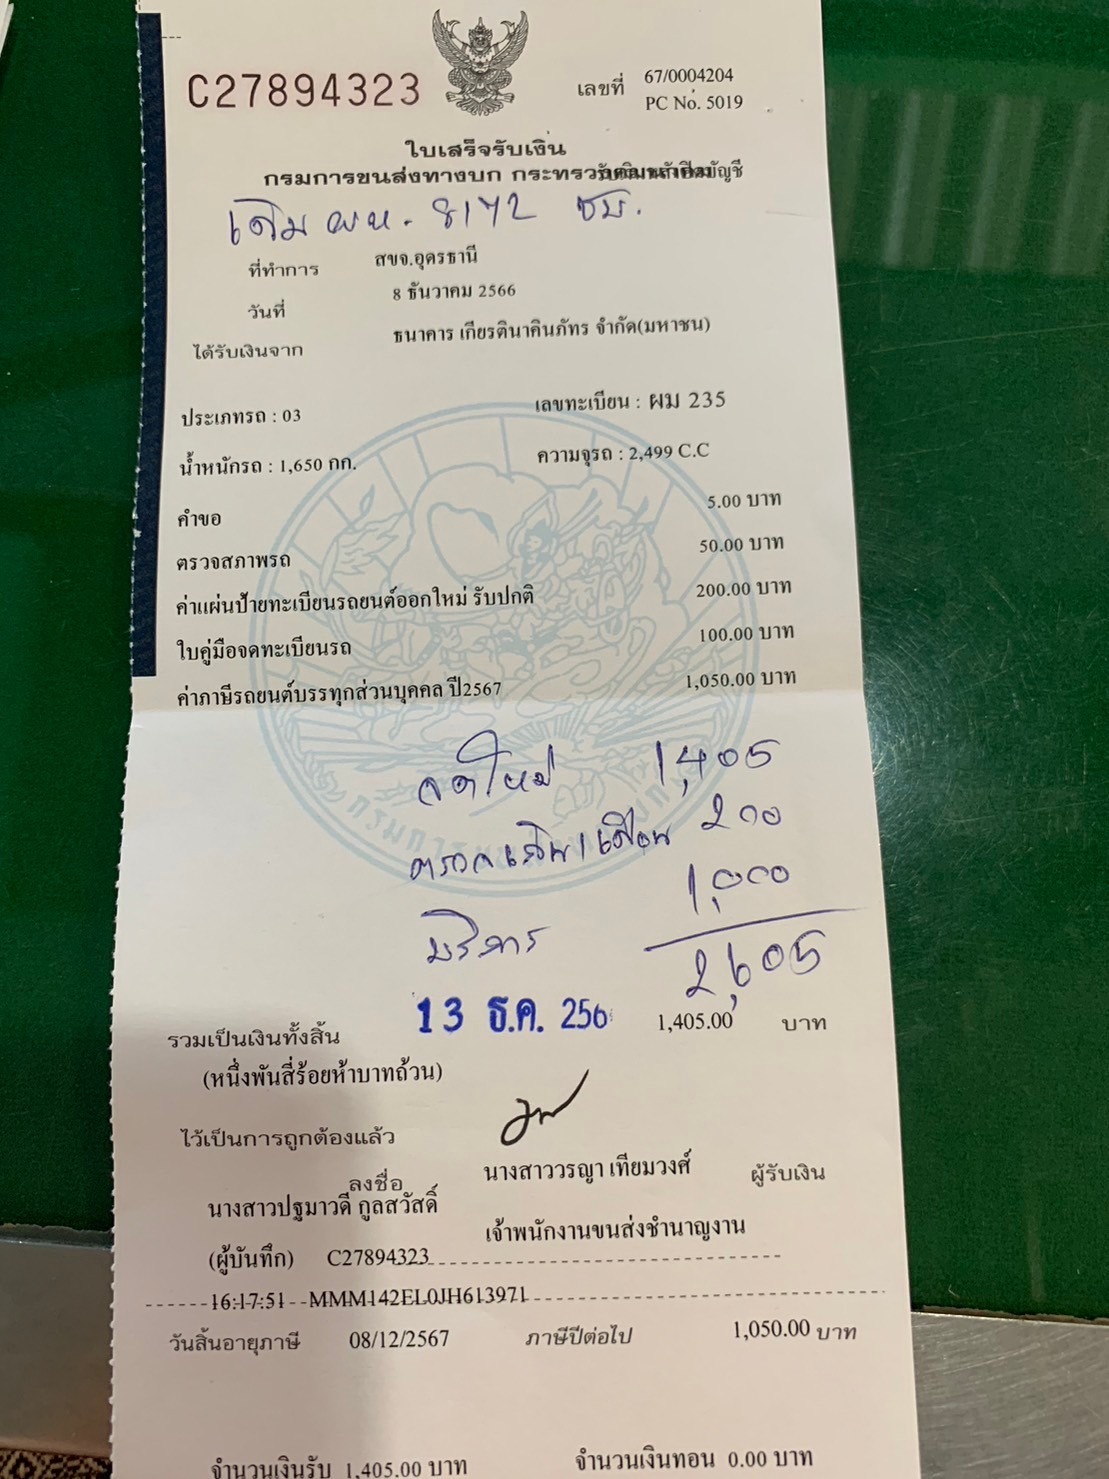 C27894323
เลขที่ 67/0004204
PC No. 5019
ใบเสร็จรับเงิน
กรมการขนส่งทางบก กระทรวงคมนาคม
เดิม ผห. 8172 ชบ.
ที่ทำการ สขจ.อุดรธานี
วันที่ 8 ธันวาคม 2566
ได้รับเงินจาก ธนาคาร เกียรตินาคินภัทร จำกัด(มหาชน)
ประเภทรถ : 03 เลขทะเบียน : ผม 235
น้ำหนักรถ : 1,650 กก. ความจุรถ : 2,499 C.C
คำขอ 5.00 บาท
ตรวจสภาพรถ 50.00 บาท
ค่าแผ่นป้ายทะเบียนรถยนต์ออกใหม่ รับปกติ 200.00 บาท
ใบคู่มือจดทะเบียนรถ 100.00 บาท
ค่าภาษีรถยนต์บรรทุกส่วนบุคคล ปี2567 1,050.00 บาท
จดใหม่ 1,405
ตรวจ 200
บริการ 1,000
2,605
13 ธ.ค. 256
รวมเป็นเงินทั้งสิ้น 1,405.00 บาท
(หนึ่งพันสี่ร้อยห้าบาทถ้วน)
ไว้เป็นการถูกต้องแล้ว
ลงชื่อ นางสาววรญา เทียมวงศ์ ผู้รับเงิน
นางสาวปฐมาวดี กูลสวัสดิ์
เจ้าพนักงานขนส่งชำนาญงาน
(ผู้บันทึก) C27894323
16:17:51 MMM142EL0JH613971
วันสิ้นอายุภาษี 08/12/2567 ภาษีปีต่อไป 1,050.00 บาท
จำนวนเงินรับ 1,405.00 บาท จำนวนเงินทอน 0.00 บาท